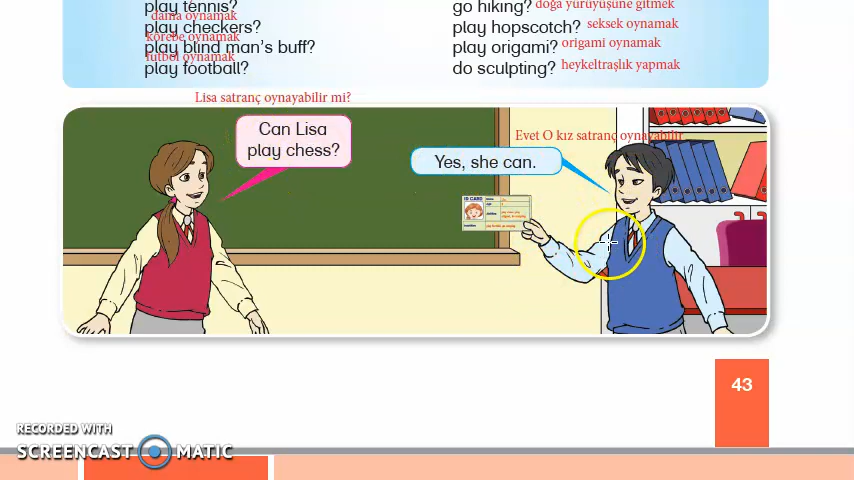 play tennis?
dama oynamak
play checkers?
körebe oynamak
play blind man's buff?
futbol oynamak
play football?
go hiking? doğa yürüyüşüne gitmek
play hopscotch? seksek oynamak
play origami? origami oynamak
do sculpting? heykeltraşlık yapmak
Lisa satranç oynayabilir mi?
Can Lisa
play chess?
Evet O kız satranç oynayabilir
Yes, she can.
ID CARD
43
RECORDED WITH
SCREENCAST MATIC